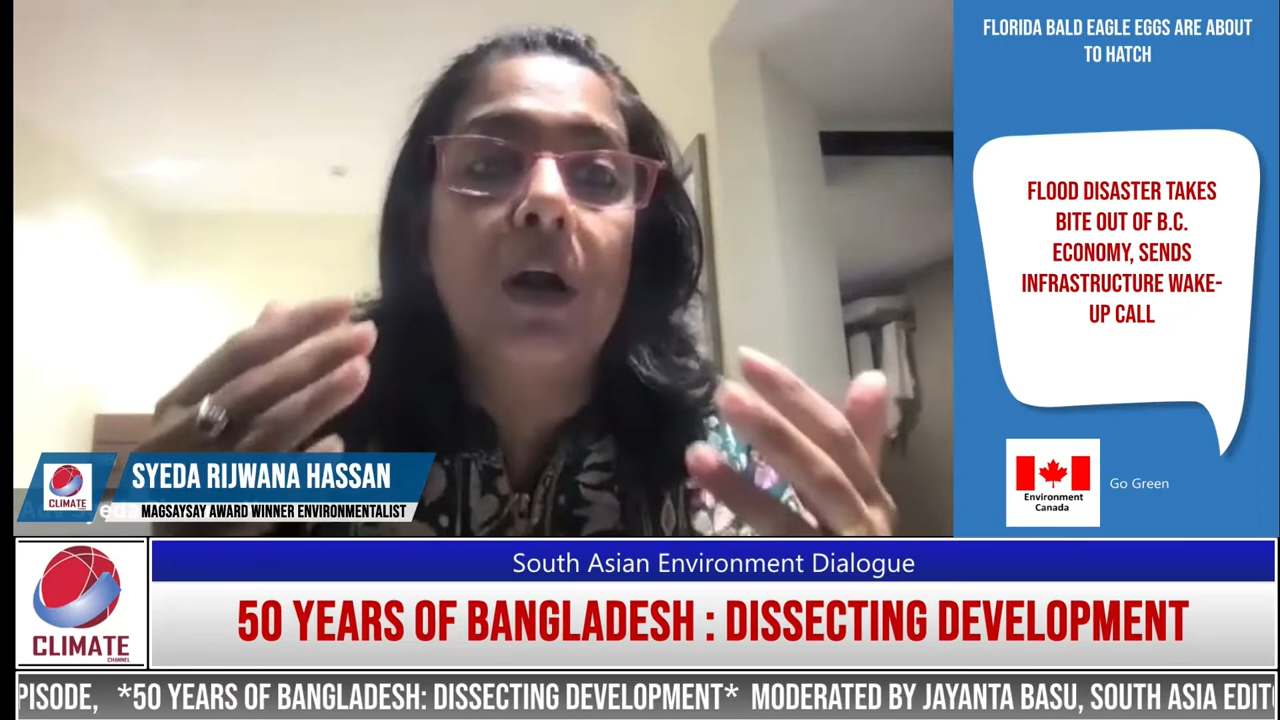 FLORIDA BALD EAGLE EGGS ARE ABOUT
TO HATCH
FLOOD DISASTER TAKES
BITE OUT OF B.C.
ECONOMY, SENDS
INFRASTRUCTURE WAKE-
UP CALL
Environment
Canada
Go Green
CLIMATE
SYEDA RIJWANA HASSAN
MAGSAYSAY AWARD WINNER ENVIRONMENTALIST
CLIMATE
CHANNEL
South Asian Environment Dialogue
50 YEARS OF BANGLADESH : DISSECTING DEVELOPMENT
PISODE, *50 YEARS OF BANGLADESH: DISSECTING DEVELOPMENT* MODERATED BY JAYANTA BASU, SOUTH ASIA EDIT